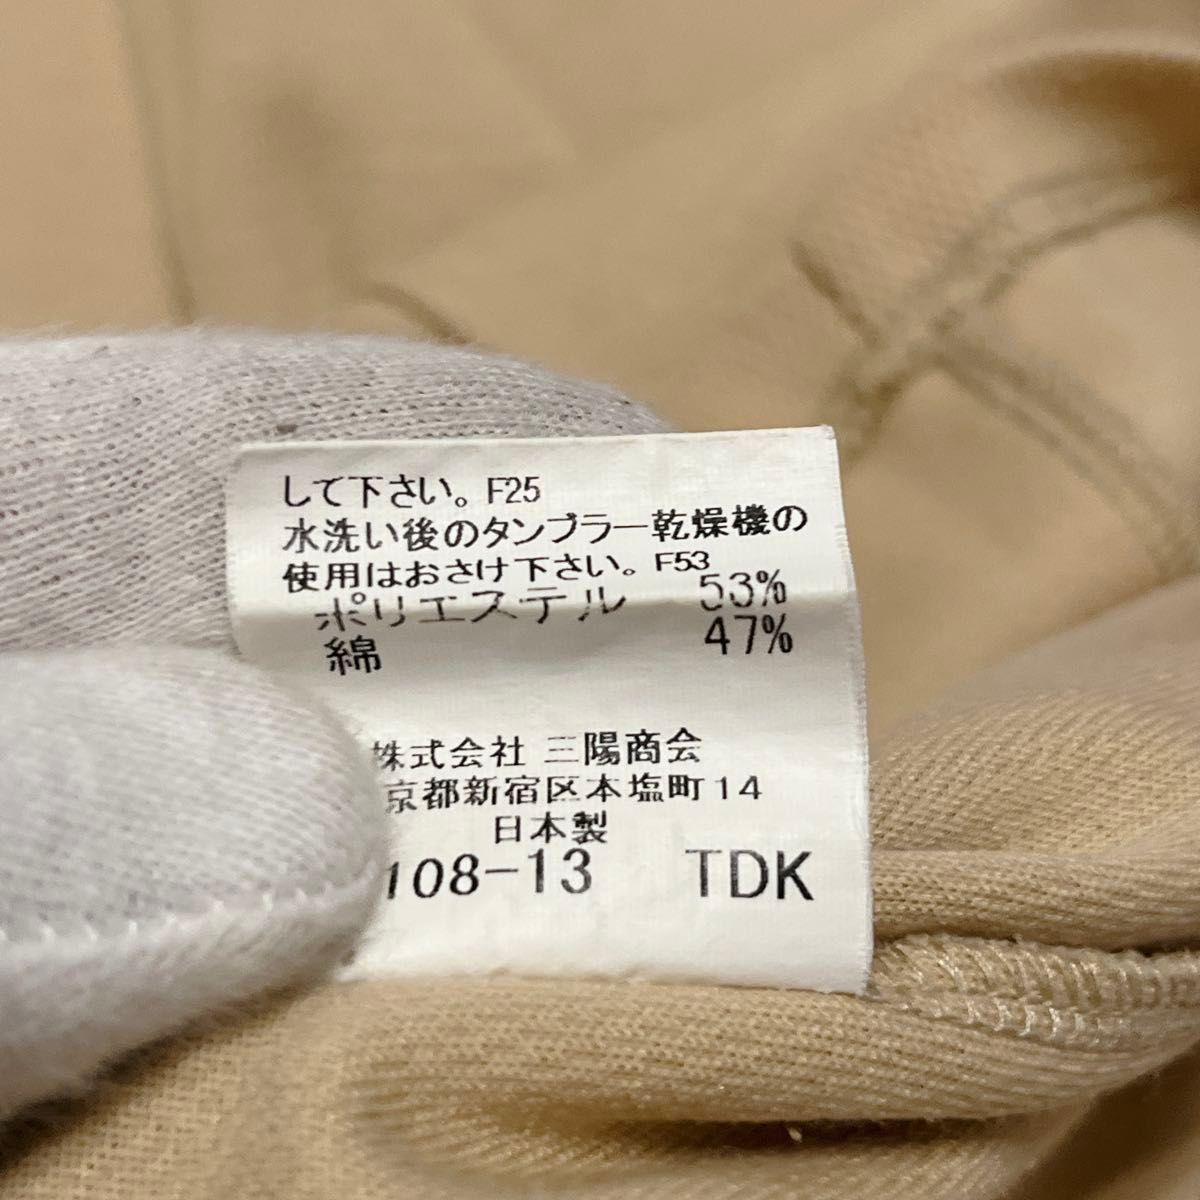 して下さい。F25
水洗い後のタンブラー乾燥機の
使用はおさけ下さい。F53
ポリエステル 53%
綿 47%
株式会社 三陽商会
京都新宿区本塩町14
日本製
108-13 TDK